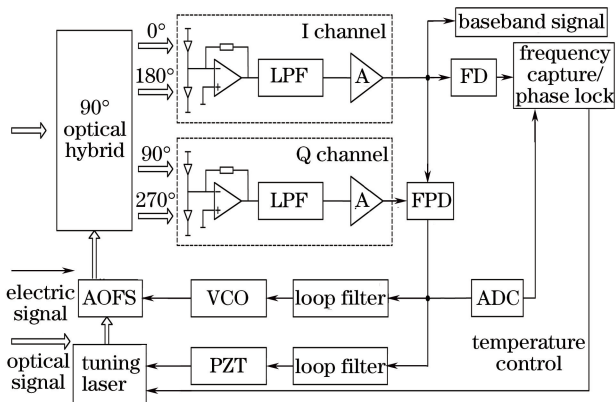 0°
I channel
baseband signal
180°
LPF
A
FD
frequency
capture/
phase lock
90°
optical
hybrid
90°
Q channel
270°
LPF
A
FPD
electric
signal
AOFS
VCO
loop filter
ADC
optical
signal
tuning
laser
PZT
loop filter
temperature
control